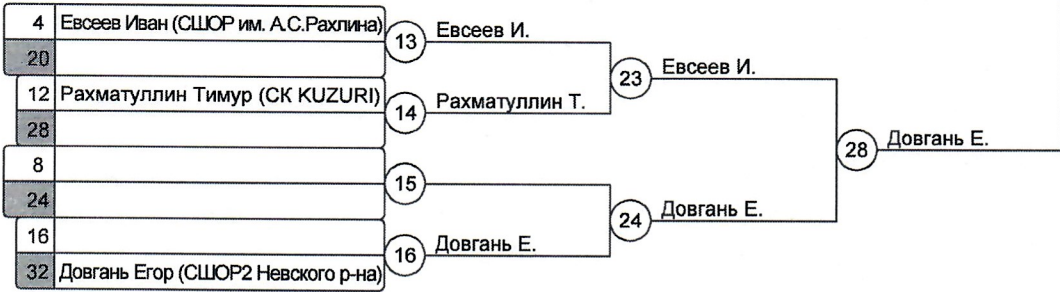 4 Евсеев Иван (СШОР им. А.С.Рахлина)
20
13 Евсеев И.
23 Евсеев И.
12 Рахматуллин Тимур (СК KUZURI)
28
14 Рахматуллин Т.
28 Довгань Е.
8
24
15
24 Довгань Е.
16
32 Довгань Егор (СШОР2 Невского р-на)
16 Довгань Е.